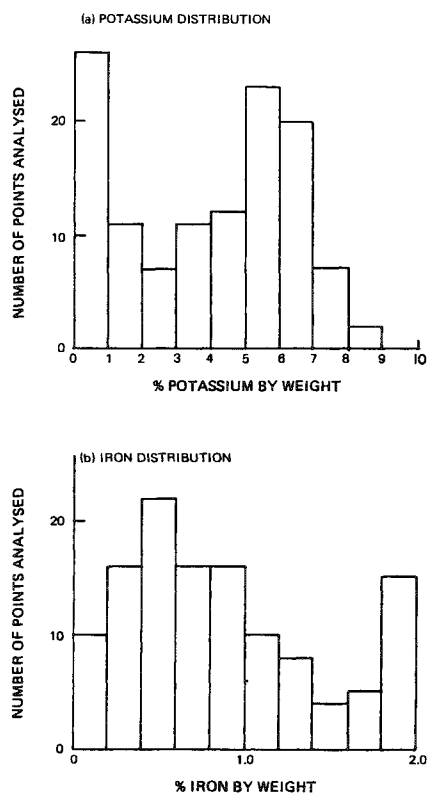 (a) POTASSIUM DISTRIBUTION
NUMBER OF POINTS ANALYSED
20
10
0
0 1 2 3 4 5 6 7 8 9 10
% POTASSIUM BY WEIGHT
(b) IRON DISTRIBUTION
NUMBER OF POINTS ANALYSED
20
10
0
0 1.0 2.0
% IRON BY WEIGHT